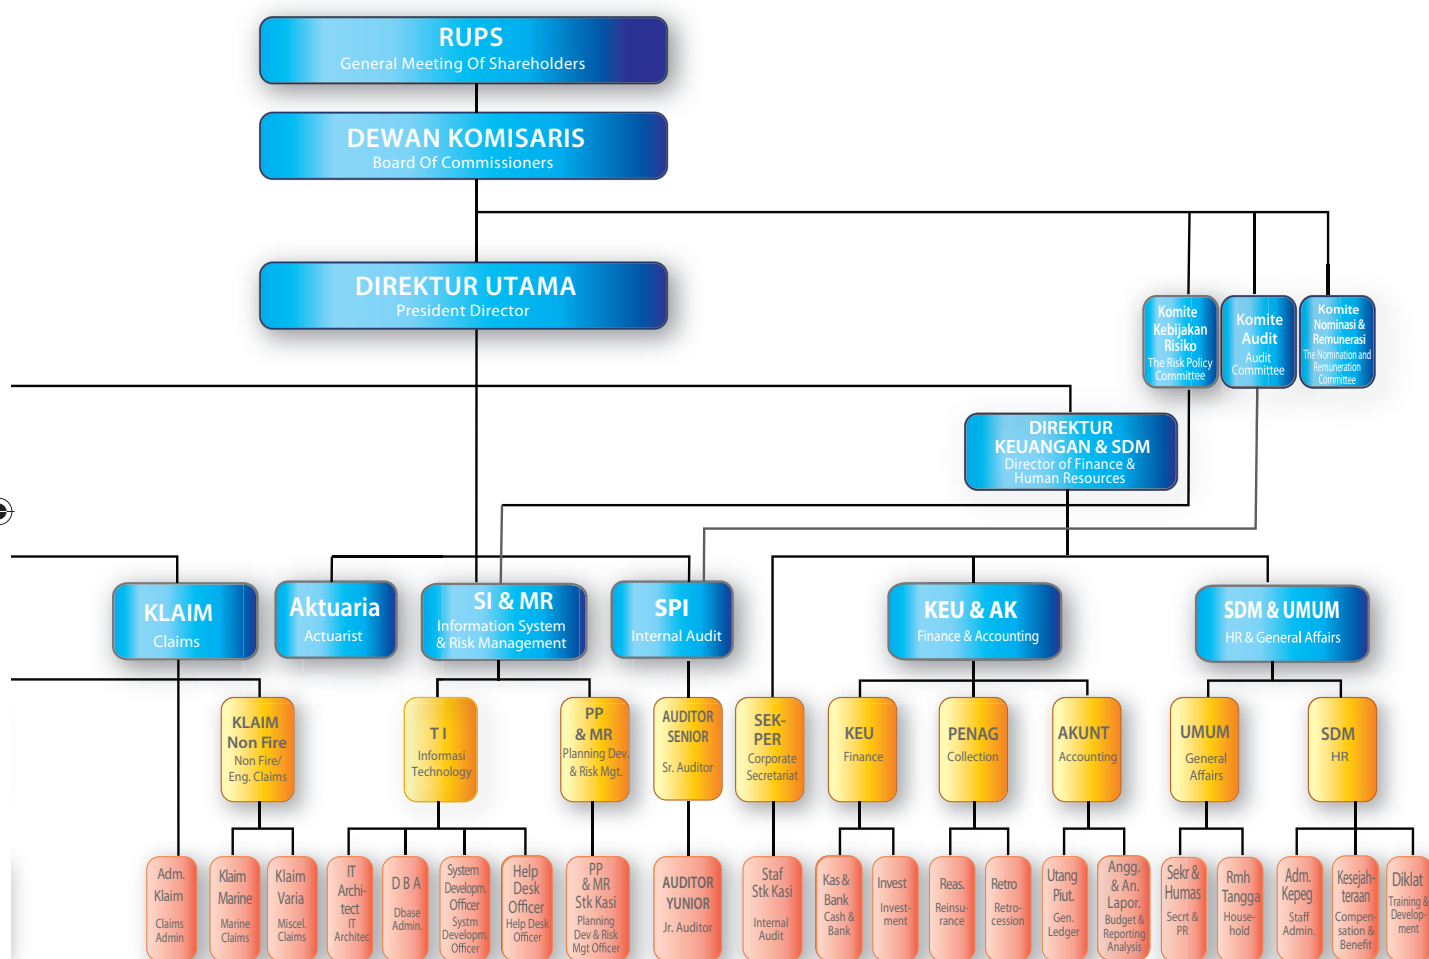 RUPS
General Meeting Of Shareholders
DEWAN KOMISARIS
Board Of Commissioners
DIREKTUR UTAMA
President Director
Komite
Kebijakan
Risiko
The Risk Policy
Committee
Komite
Audit
Audit
Committee
Komite
Nominasi &
Remunerasi
The Nomination and
Remuneration
Committee
DIREKTUR
KEUANGAN & SDM
Director of Finance &
Human Resources
KLAIM
Claims
Aktuaria
Actuarist
SI & MR
Information System
& Risk Management
SPI
Internal Audit
KEU & AK
Finance & Accounting
SDM & UMUM
HR & General Affairs
KLAIM
Non Fire
Non Fire/
Eng. Claims
T I
Informasi
Technology
PP
& MR
Planning Dev.
& Risk Mgt.
AUDITOR
SENIOR
Sr. Auditor
SEK-
PER
Corporate
Secretariat
KEU
Finance
PENAG
Collection
AKUNT
Accounting
UMUM
General
Affairs
SDM
HR
Adm.
Klaim
Claims
Admin
Klaim
Marine
Marine
Claims
Klaim
Varia
Miscel.
Claims
IT
Archi-
tect
IT
Architec
D B A
Dbase
Admin.
System
Developm.
Officer
Systm
Developm.
Officer
Help
Desk
Officer
Help Desk
Officer
PP
& MR
Stk Kasi
Planning
Dev & Risk
Mgt Officer
AUDITOR
YUNIOR
Jr. Auditor
Staf
Stk Kasi
Internal
Audit
Kas &
Bank
Cash &
Bank
Invest
Invest-
ment
Reas.
Reinsu-
rance
Retro
Retro-
cession
Utang
Piut.
Gen.
Ledger
Angg.
& An.
Lapor.
Budget &
Reporting
Analysis
Sekr &
Humas
Secrt &
PR
Rmh
Tangga
House-
hold
Adm.
Kepeg
Staff
Admin.
Kesejah-
teraan
Compen-
sation &
Benefit
Diklat
Training &
Develop-
ment